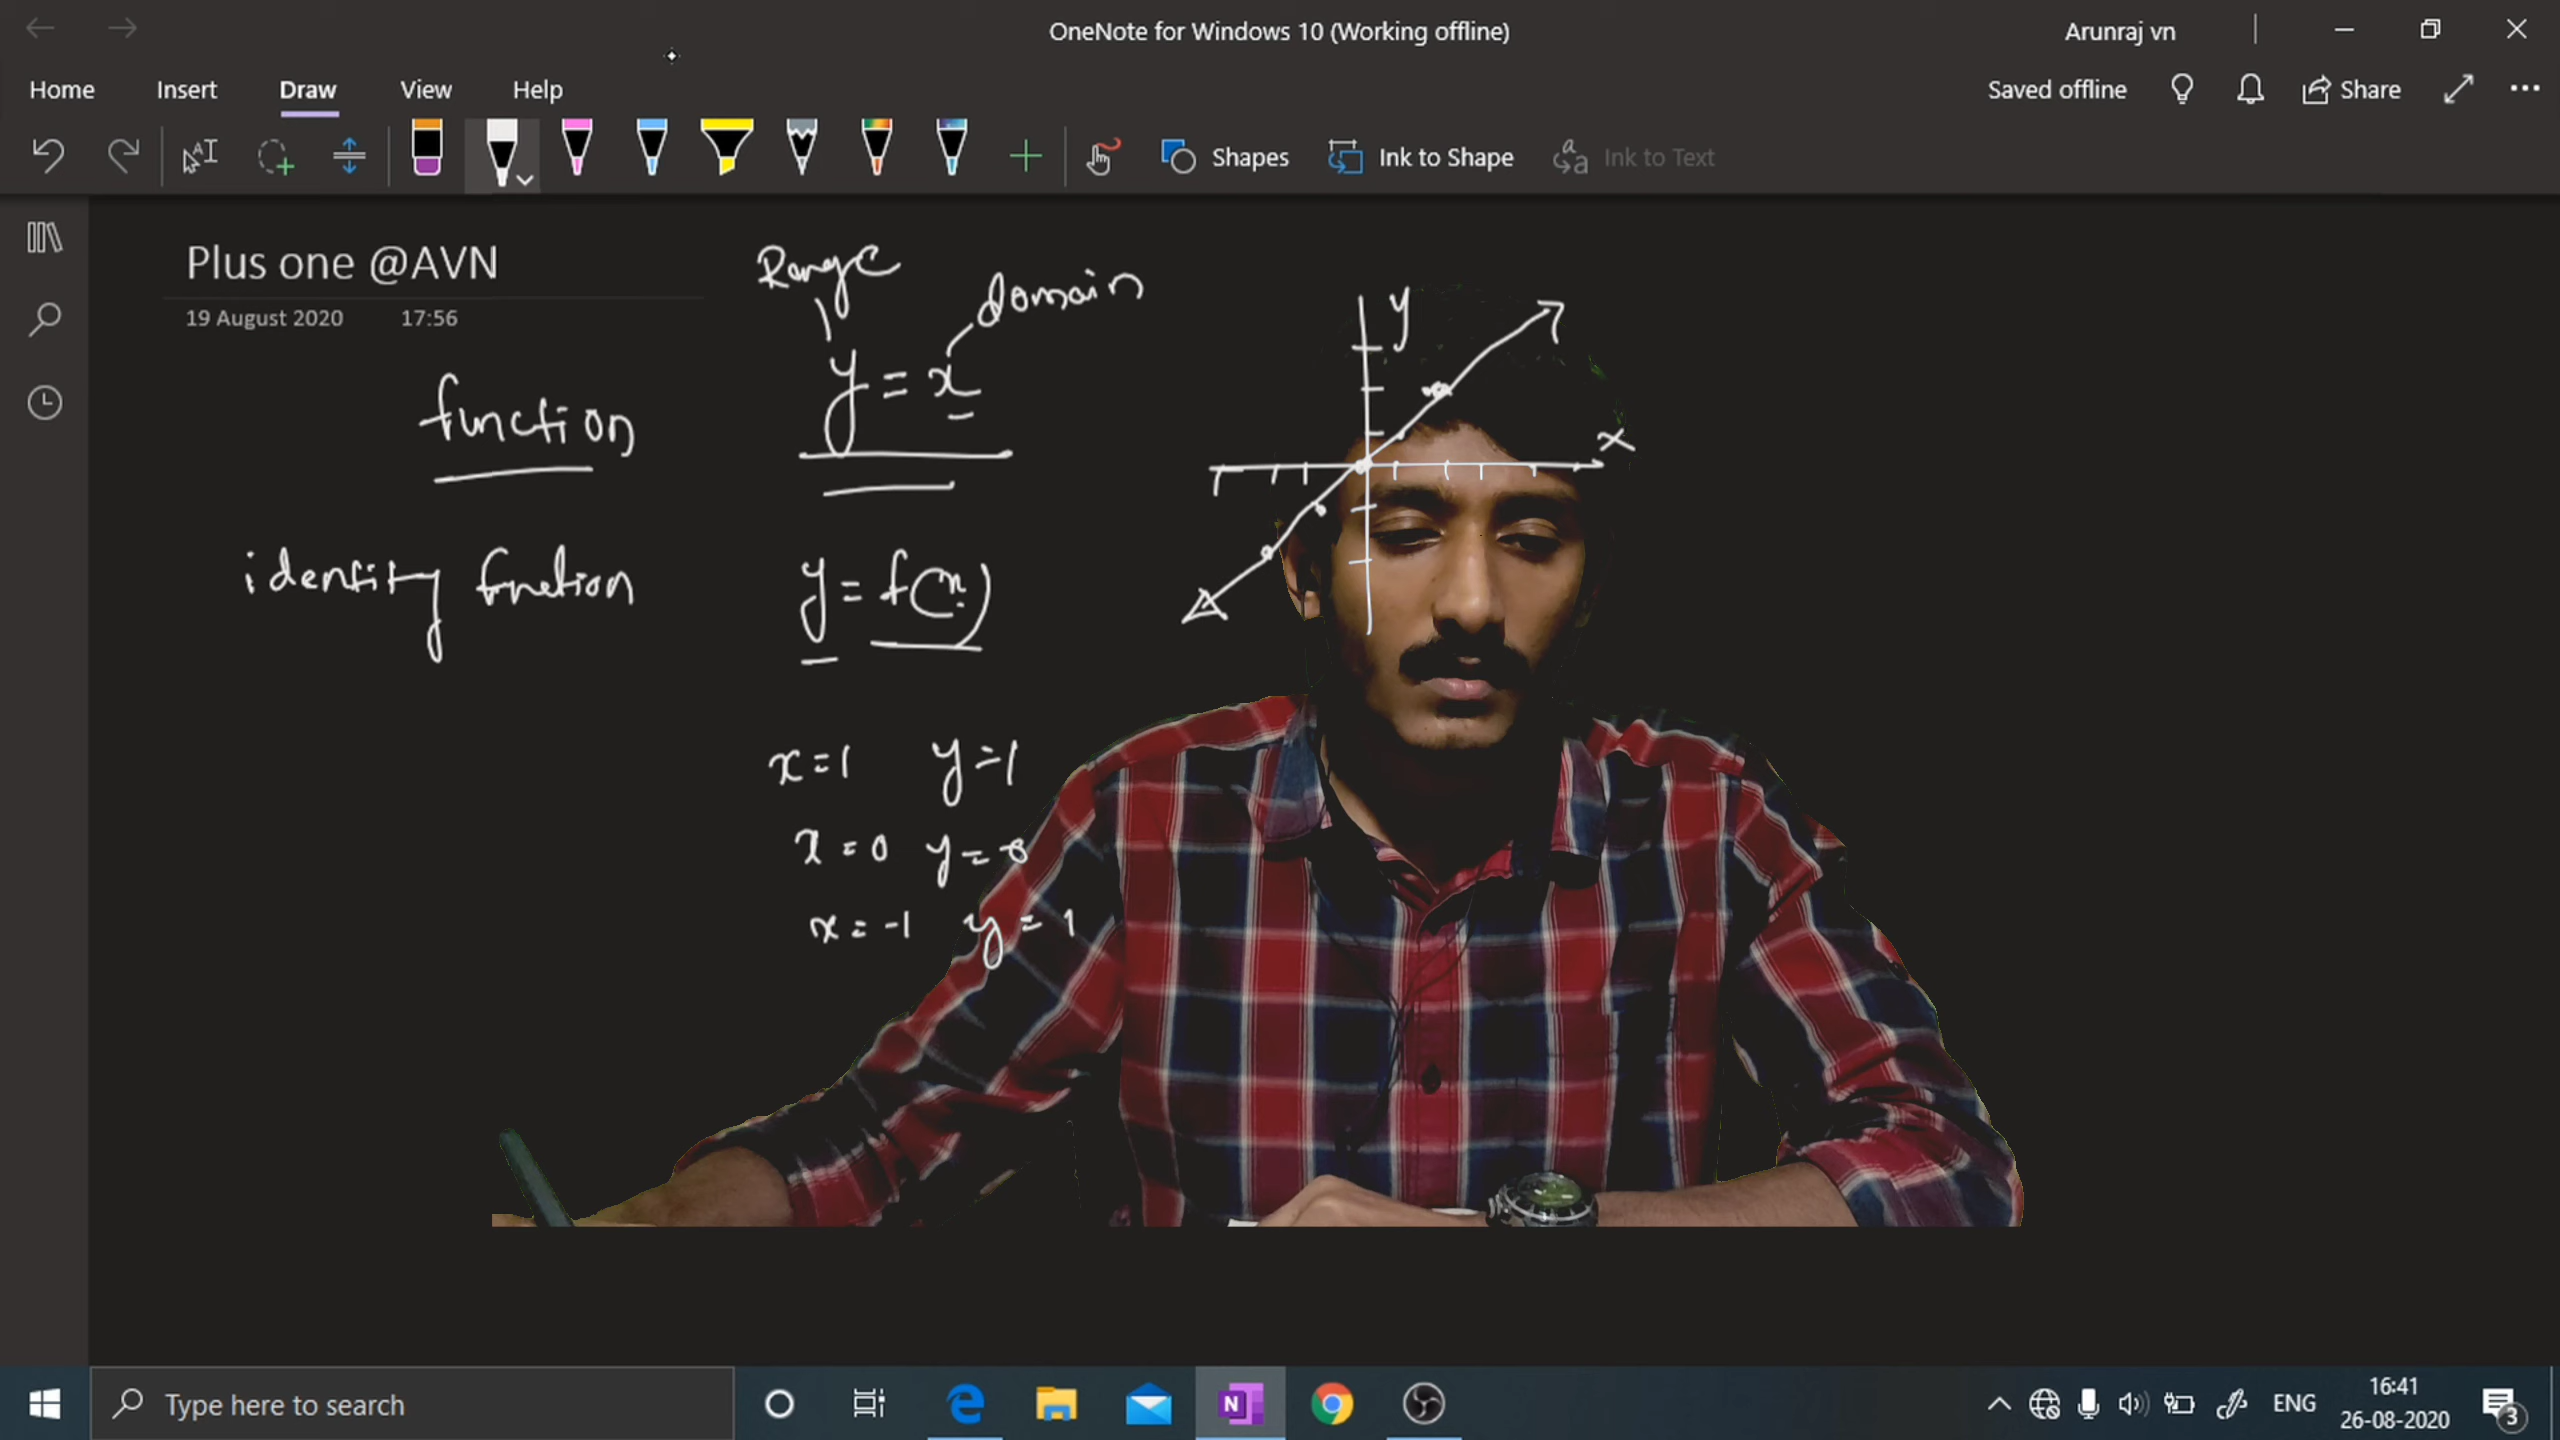 OneNote for Windows 10 (Working offline)
Arunraj vn
Home Insert Draw View Help
Saved offline Share
Shapes Ink to Shape Ink to Text
Plus one @AVN
19 August 2020 17:56
Range
domain
y = x
function
identity function
y = f(x)
y
x
x = 1 y = 1
x = 0 y = 0
x = -1 y = 1
Type here to search
ENG
16:41
26-08-2020
3